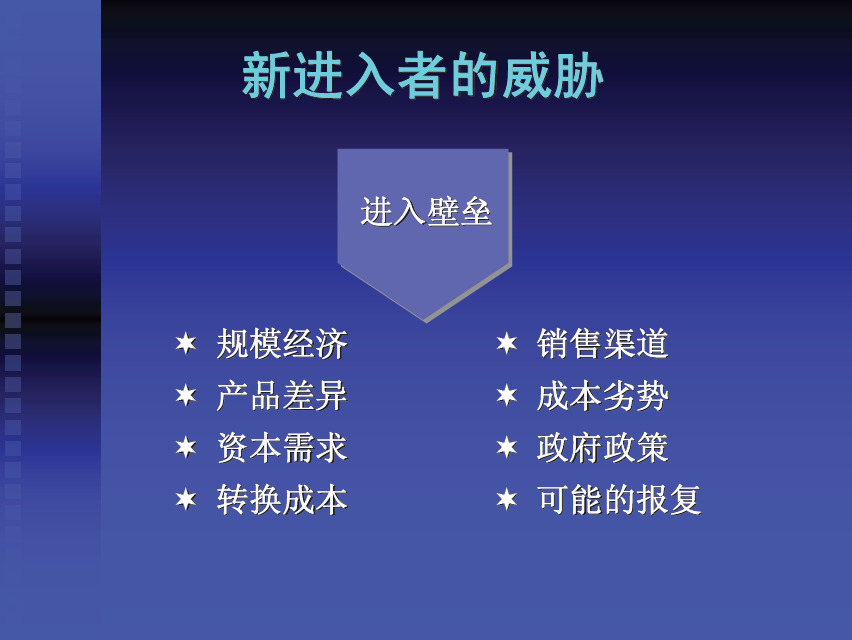 新进入者的威胁
进入壁垒
规模经济
产品差异
资本需求
转换成本
销售渠道
成本劣势
政府政策
可能的报复